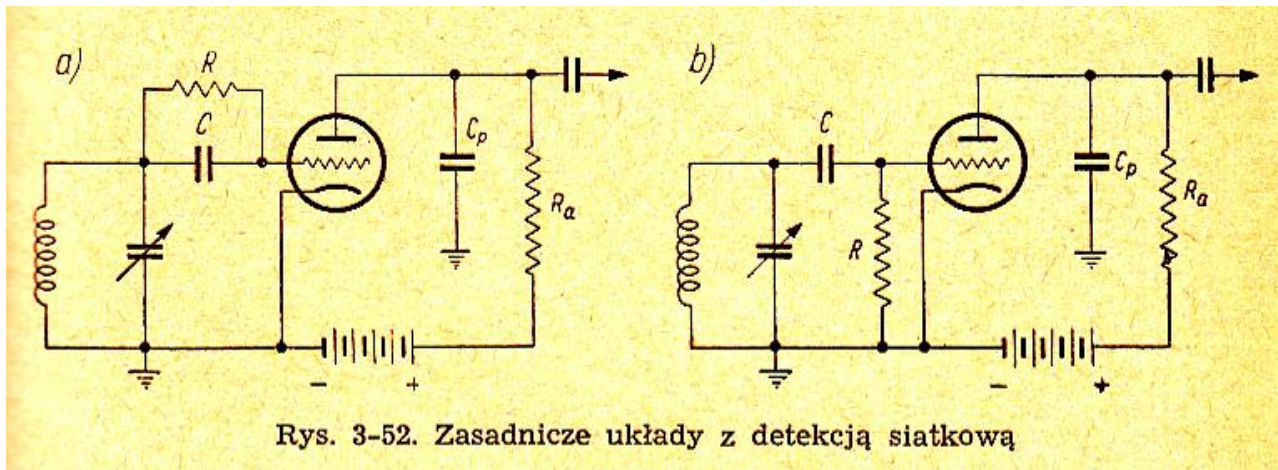 a)
R
C
Cp
Ra
- +
b)
C
R
Cp
Ra
- +
Rys. 3-52. Zasadnicze układy z detekcją siatkową